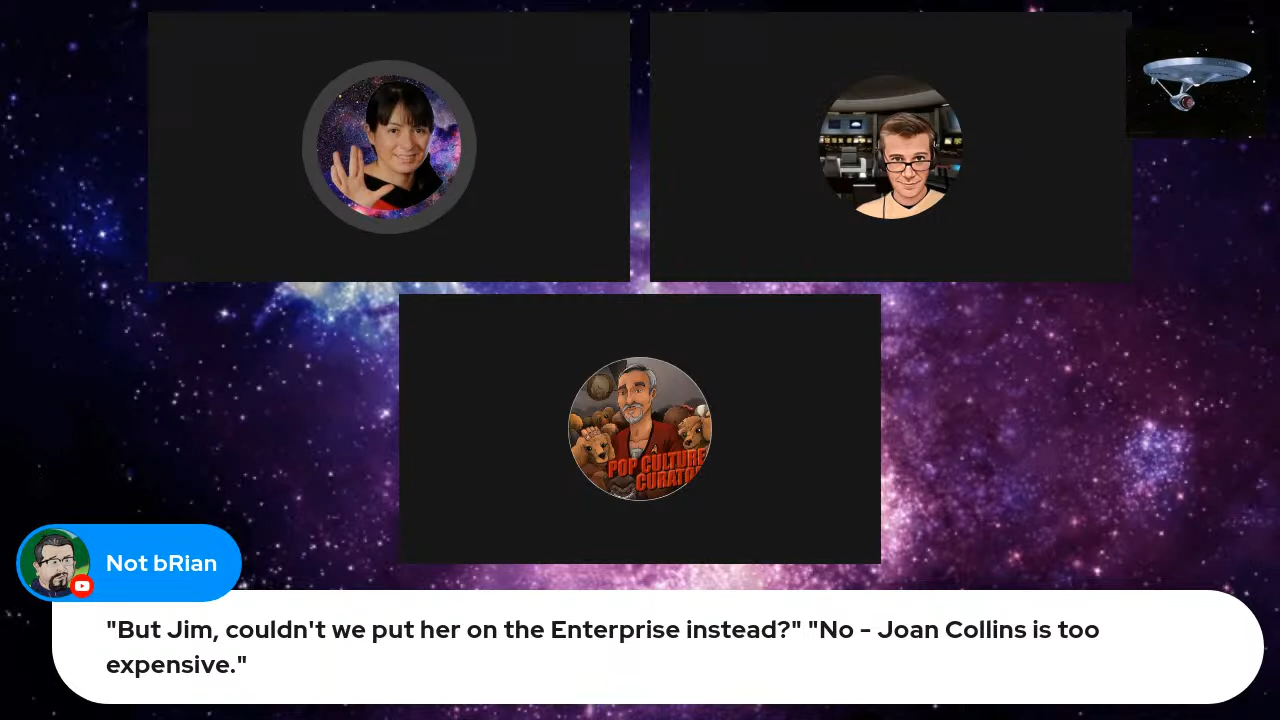 POP CULTURE
CURATO
Not bRian
"But Jim, couldn't we put her on the Enterprise instead?" "No - Joan Collins is too
expensive."